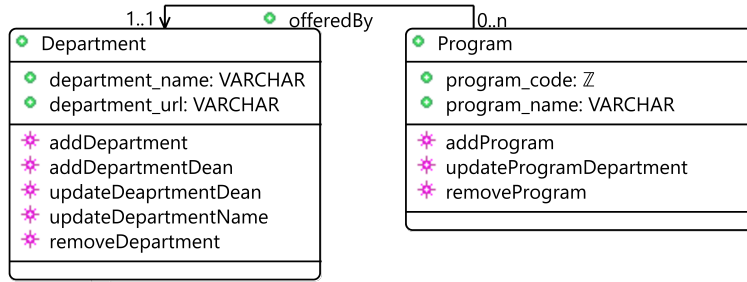 1..1
offeredBy
0..n
Department
department_name: VARCHAR
department_url: VARCHAR
addDepartment
addDepartmentDean
updateDeaprtmentDean
updateDepartmentName
removeDepartment
Program
program_code: ℤ
program_name: VARCHAR
addProgram
updateProgramDepartment
removeProgram